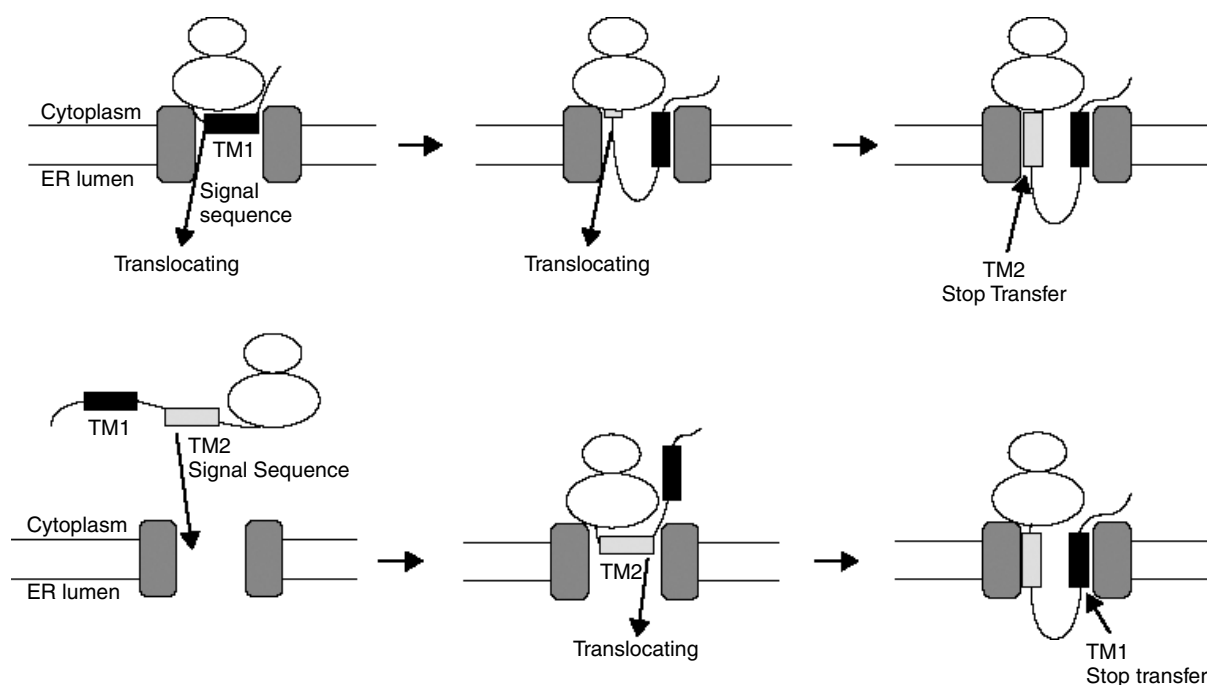 Cytoplasm
TM1
ER lumen
Signal
sequence
Translocating
Translocating
TM2
Stop Transfer
TM1
TM2
Signal Sequence
Cytoplasm
ER lumen
TM2
Translocating
TM1
Stop transfer